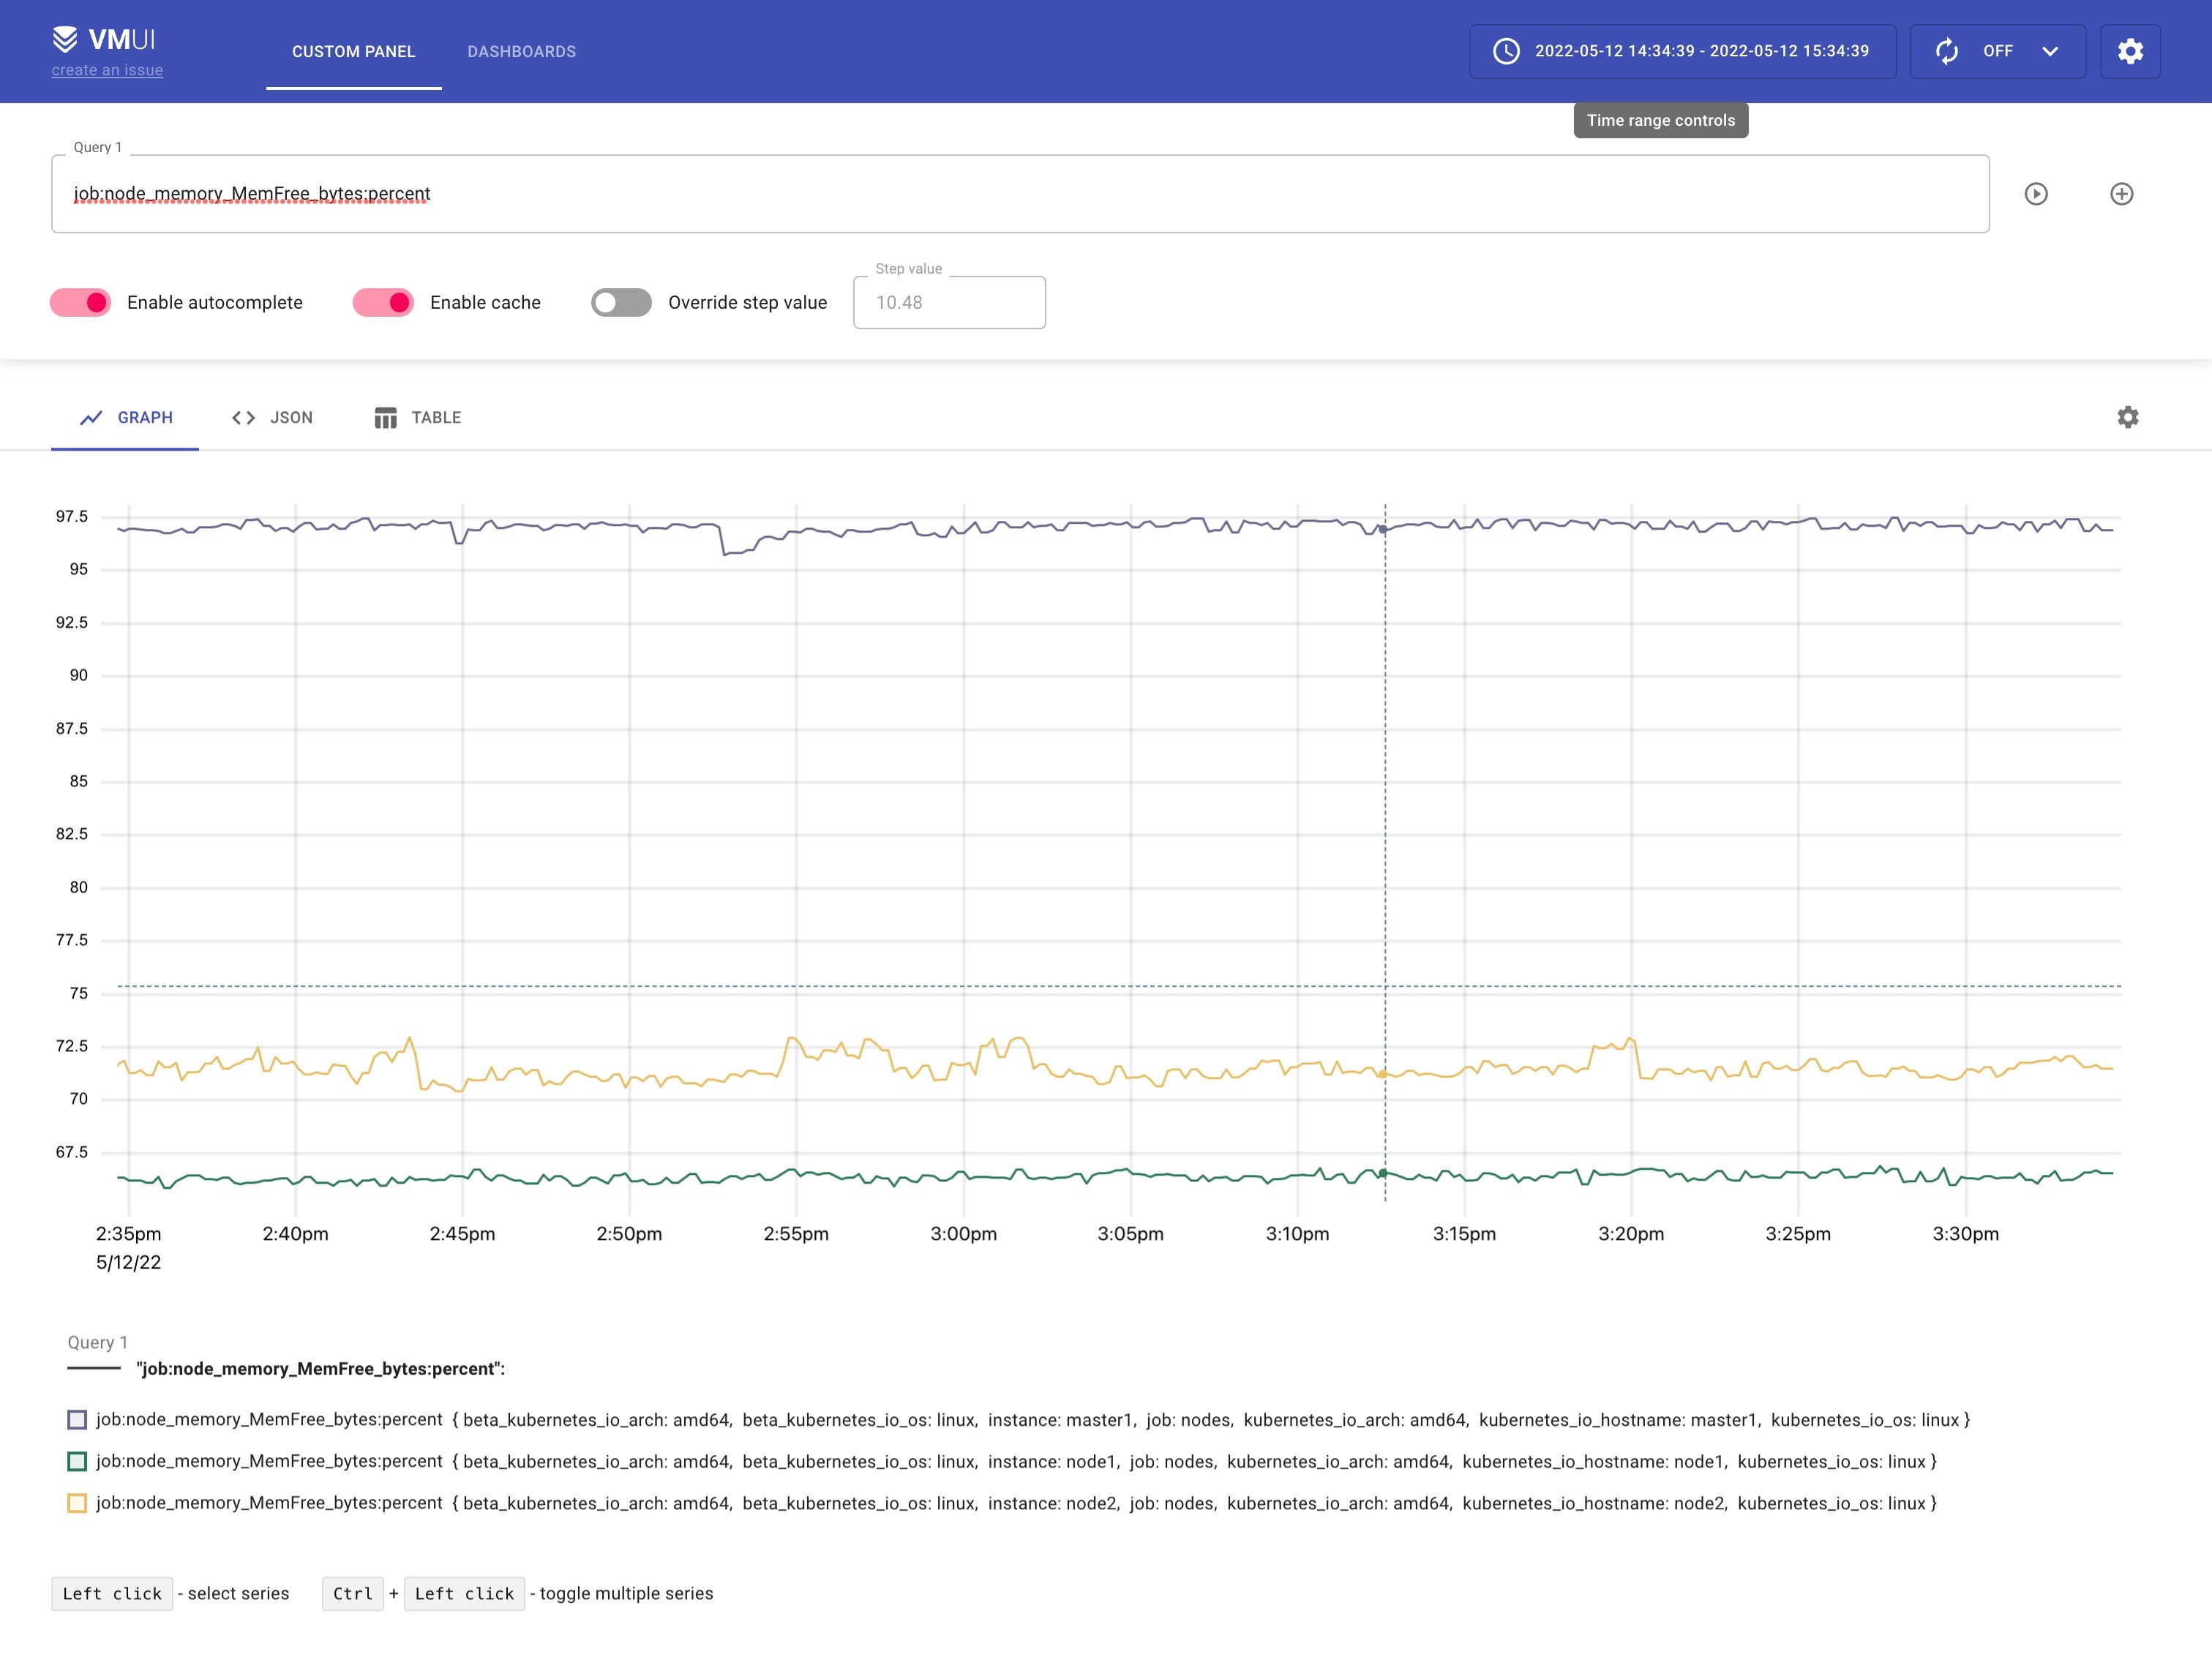 VMUI
create an issue
CUSTOM PANEL DASHBOARDS
2022-05-12 14:34:39 - 2022-05-12 15:34:39
OFF
Time range controls
Query 1
job:node_memory_MemFree_bytes:percent
Enable autocomplete
Enable cache
Override step value
Step value
10.48
GRAPH JSON TABLE
97.5
95
92.5
90
87.5
85
82.5
80
77.5
75
72.5
70
67.5
2:35pm 2:40pm 2:45pm 2:50pm 2:55pm 3:00pm 3:05pm 3:10pm 3:15pm 3:20pm 3:25pm 3:30pm
5/12/22
Query 1
"job:node_memory_MemFree_bytes:percent":
job:node_memory_MemFree_bytes:percent { beta_kubernetes_io_arch: amd64, beta_kubernetes_io_os: linux, instance: master1, job: nodes, kubernetes_io_arch: amd64, kubernetes_io_hostname: master1, kubernetes_io_os: linux }
job:node_memory_MemFree_bytes:percent { beta_kubernetes_io_arch: amd64, beta_kubernetes_io_os: linux, instance: node1, job: nodes, kubernetes_io_arch: amd64, kubernetes_io_hostname: node1, kubernetes_io_os: linux }
job:node_memory_MemFree_bytes:percent { beta_kubernetes_io_arch: amd64, beta_kubernetes_io_os: linux, instance: node2, job: nodes, kubernetes_io_arch: amd64, kubernetes_io_hostname: node2, kubernetes_io_os: linux }
Left click - select series Ctrl + Left click - toggle multiple series